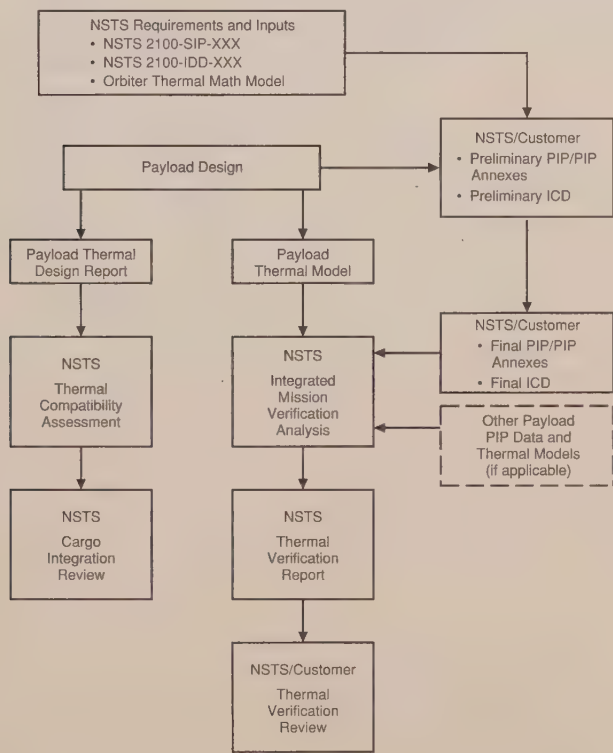 NSTS Requirements and Inputs
• NSTS 2100-SIP-XXX
• NSTS 2100-IDD-XXX
• Orbiter Thermal Math Model
NSTS/Customer
• Preliminary PIP/PIP
Annexes
• Preliminary ICD
Payload Design
Payload Thermal
Design Report
Payload
Thermal Model
NSTS/Customer
• Final PIP/PIP
Annexes
• Final ICD
NSTS
Thermal
Compatibility
Assessment
NSTS
Integrated
Mission
Verification
Analysis
Other Payload
PIP Data and
Thermal Models
(if applicable)
NSTS
Cargo
Integration
Review
NSTS
Thermal
Verification
Report
NSTS/Customer
Thermal
Verification
Review